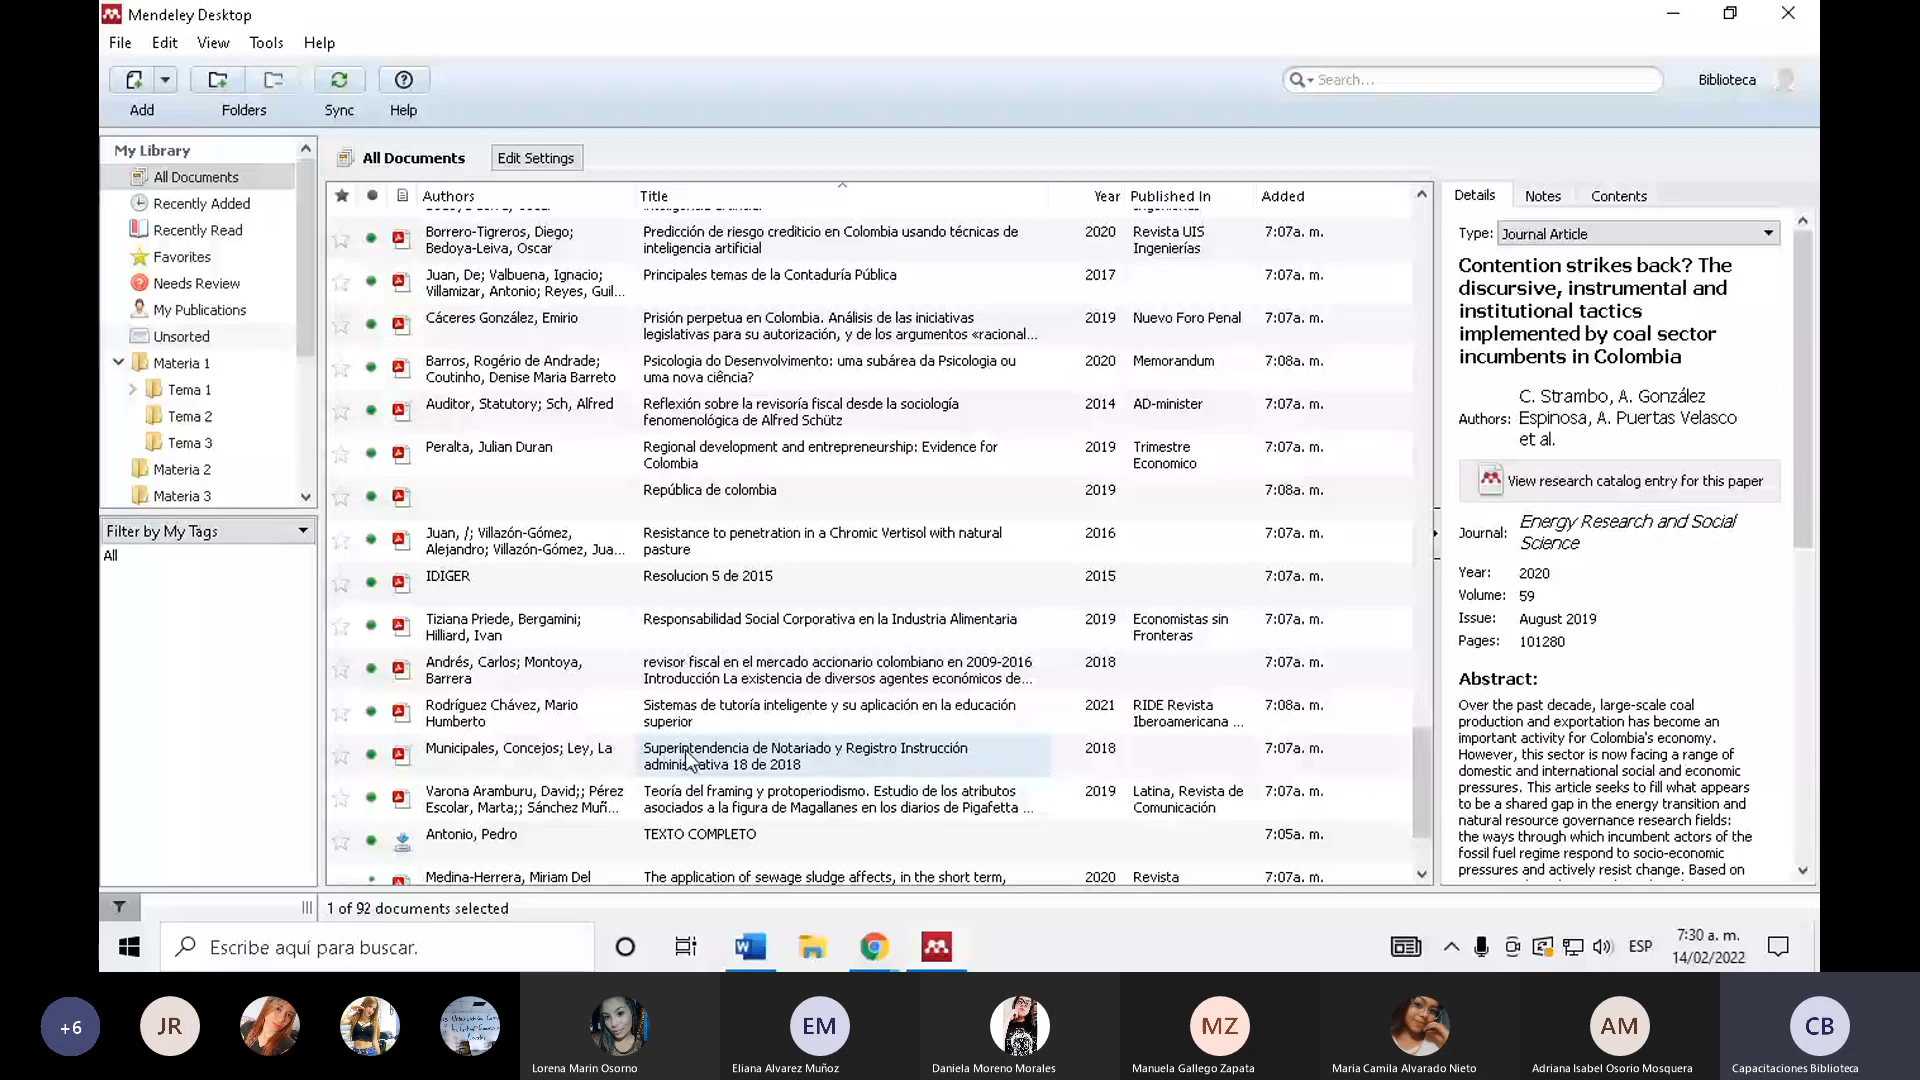 Mendeley Desktop
File Edit View Tools Help
Add Folders Sync Help
Search...
Biblioteca
My Library
All Documents
Recently Added
Recently Read
Favorites
Needs Review
My Publications
Unsorted
Materia 1
Tema 1
Tema 2
Tema 3
Materia 2
Materia 3
Filter by My Tags
All
All Documents Edit Settings
Authors Title Year Published In Added
Borrero-Tigreros, Diego; Predicción de riesgo crediticio en Colombia usando técnicas de 2020 Revista UIS 7:07a. m.
Bedoya-Leiva, Oscar inteligencia artificial Ingenierías
Juan, De; Valbuena, Ignacio; Principales temas de la Contaduría Pública 2017 7:07a. m.
Villamizar, Antonio; Reyes, Guil...
Cáceres González, Emirio Prisión perpetua en Colombia. Análisis de las iniciativas 2019 Nuevo Foro Penal 7:07a. m.
legislativas para su autorización, y de los argumentos «racional...
Barros, Rogério de Andrade; Psicologia do Desenvolvimento: uma subárea da Psicologia ou 2020 Memorandum 7:08a. m.
Coutinho, Denise Maria Barreto uma nova ciência?
Auditor, Statutory; Sch, Alfred Reflexión sobre la revisoría fiscal desde la sociología 2014 AD-minister 7:07a. m.
fenomenológica de Alfred Schütz
Peralta, Julian Duran Regional development and entrepreneurship: Evidence for 2019 Trimestre 7:07a. m.
Colombia Economico
República de colombia 2019 7:08a. m.
Juan, /; Villazón-Gómez, Resistance to penetration in a Chromic Vertisol with natural 2016 7:07a. m.
Alejandro; Villazón-Gómez, Jua... pasture
IDIGER Resolucion 5 de 2015 2015 7:07a. m.
Tiziana Priede, Bergamini; Responsabilidad Social Corporativa en la Industria Alimentaria 2019 Economistas sin 7:07a. m.
Hilliard, Ivan Fronteras
Andrés, Carlos; Montoya, revisor fiscal en el mercado accionario colombiano en 2009-2016 2018 7:07a. m.
Barrera Introducción La existencia de diversos agentes económicos de...
Rodríguez Chávez, Mario Sistemas de tutoría inteligente y su aplicación en la educación 2021 RIDE Revista 7:08a. m.
Humberto superior Iberoamericana ...
Municipales, Concejos; Ley, La Superintendencia de Notariado y Registro Instrucción 2018 7:07a. m.
administrativa 18 de 2018
Varona Aramburu, David;; Pérez Teoría del framing y protoperiodismo. Estudio de los atributos 2019 Latina, Revista de 7:07a. m.
Escolar, Marta;; Sánchez Muñ... asociados a la figura de Magallanes en los diarios de Pigafetta ... Comunicación
Antonio, Pedro TEXTO COMPLETO 7:05a. m.
Medina-Herrera, Miriam Del The application of sewage sludge affects, in the short term, 2020 Revista 7:07a. m.
1 of 92 documents selected
Details Notes Contents
Type: Journal Article
Contention strikes back? The
discursive, instrumental and
institutional tactics
implemented by coal sector
incumbents in Colombia
C. Strambo, A. González
Authors: Espinosa, A. Puertas Velasco
et al.
View research catalog entry for this paper
Journal: Energy Research and Social
Science
Year: 2020
Volume: 59
Issue: August 2019
Pages: 101280
Abstract:
Over the past decade, large-scale coal
production and exportation has become an
important activity for Colombia's economy.
However, this sector is now facing a range of
domestic and international social and economic
pressures. This article seeks to fill what appears
to be a shared gap in the energy transition and
natural resource governance research fields:
the ways through which incumbent actors of the
fossil fuel regime respond to socio-economic
pressures and actively resist change. Based on
Escribe aquí para buscar.
ESP
7:30 a. m.
14/02/2022
+6 JR EM MZ AM CB
Lorena Marin Osorno Eliana Alvarez Muñoz Daniela Moreno Morales Manuela Gallego Zapata Maria Camila Alvarado Nieto Adriana Isabel Osorio Mosquera Capacitaciones Biblioteca